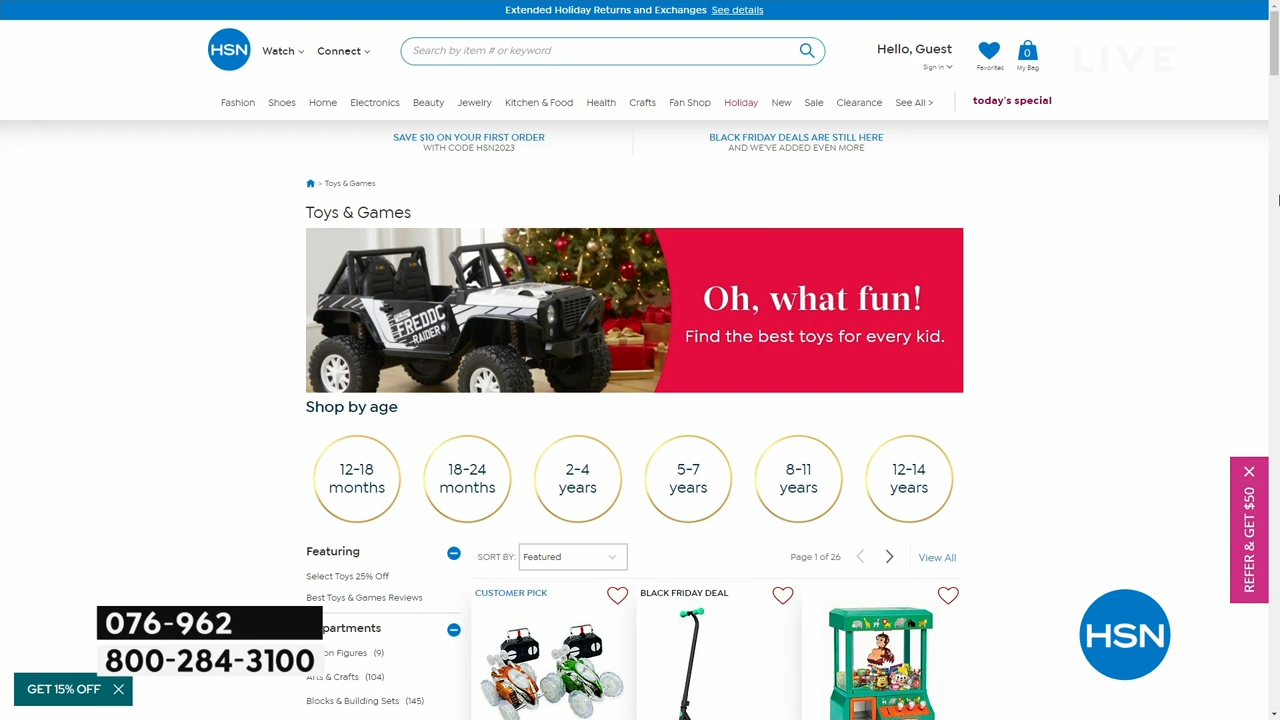 Extended Holiday Returns and Exchanges See details
HSN
Watch
Connect
Search by item # or keyword
Hello, Guest
Sign In
Favorites
0
My Bag
LIVE
Fashion Shoes Home Electronics Beauty Jewelry Kitchen & Food Health Crafts Fan Shop Holiday New Sale Clearance See All > today's special
SAVE $10 ON YOUR FIRST ORDER
WITH CODE HSN2023
BLACK FRIDAY DEALS ARE STILL HERE
AND WE'VE ADDED EVEN MORE
> Toys & Games
Toys & Games
FREDDO
RAIDER
Oh, what fun!
Find the best toys for every kid.
Shop by age
12-18
months
18-24
months
2-4
years
5-7
years
8-11
years
12-14
years
Featuring
SORT BY: Featured
Page 1 of 26
View All
Select Toys 25% Off
Best Toys & Games Reviews
CUSTOMER PICK
BLACK FRIDAY DEAL
partments
on Figures (9)
Arts & Crafts (104)
Blocks & Building Sets (145)
076-962
800-284-3100
GET 15% OFF
REFER & GET $50
HSN